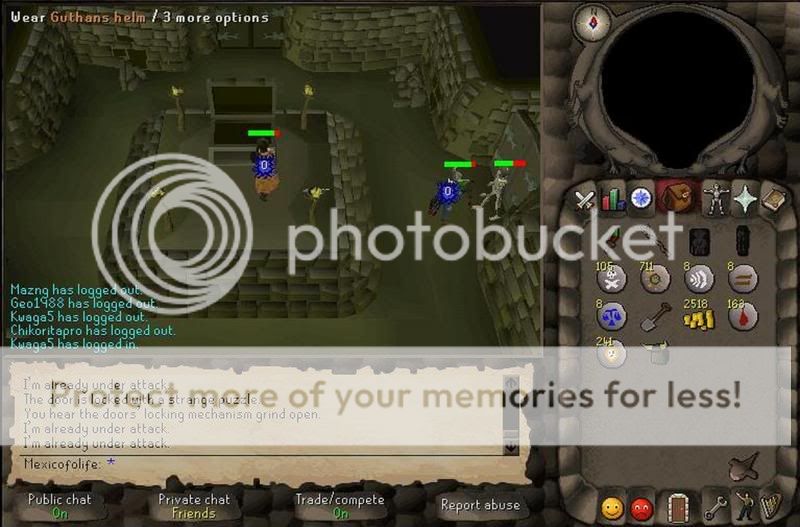 Wear Guthans helm / 3 more options
photobucket
Mazng has logged out.
Geo1988 has logged out.
Kwaga5 has logged out.
Chikoritapro has logged out.
Kwaga5 has logged in.
105 711 8 8
8 2518 163
241
Protect more of your memories for less!
I'm already under attack.
The door is locked with a strange puzzle.
You hear the doors' locking mechanism grind open.
I'm already under attack.
I'm already under attack.
Mexicofolife: *
Public chat
On
Private chat
Friends
Trade/compete
On
Report abuse
0
0
N